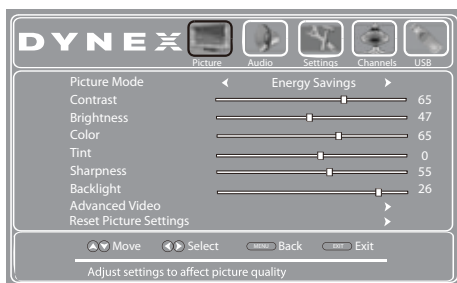 DYNEX
Picture Audio Settings Channels USB
Picture Mode Energy Savings
Contrast 65
Brightness 47
Color 65
Tint 0
Sharpness 55
Backlight 26
Advanced Video
Reset Picture Settings
Move Select MENU Back EXIT Exit
Adjust settings to affect picture quality